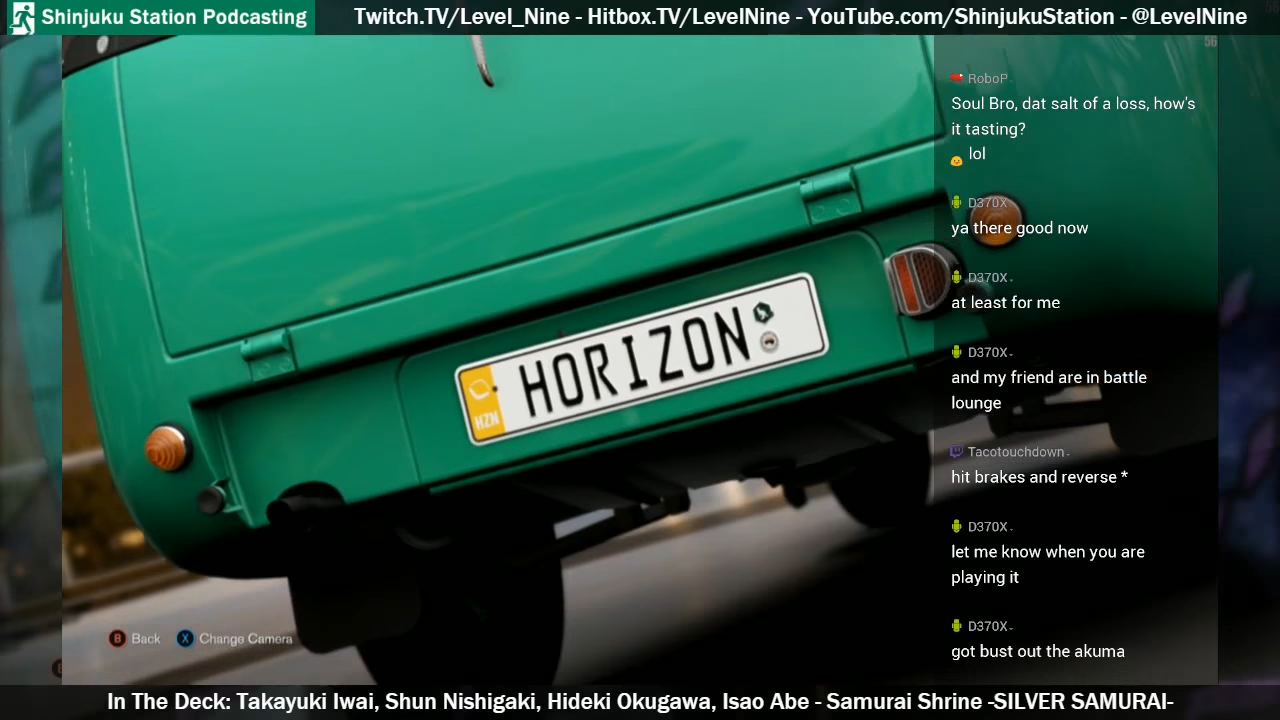 Shinjuku Station Podcasting
Twitch.TV/Level_Nine - Hitbox.TV/LevelNine - YouTube.com/ShinjukuStation - @LevelNine
56
RoboP
Soul Bro, dat salt of a loss, how's
it tasting?
lol
D370X
ya there good now
D370X
at least for me
D370X
and my friend are in battle
lounge
Tacotouchdown
hit brakes and reverse *
D370X
let me know when you are
playing it
D370X
got bust out the akuma
HORIZON
HZN
B Back X Change Camera
In The Deck: Takayuki Iwai, Shun Nishigaki, Hideki Okugawa, Isao Abe - Samurai Shrine -SILVER SAMURAI-